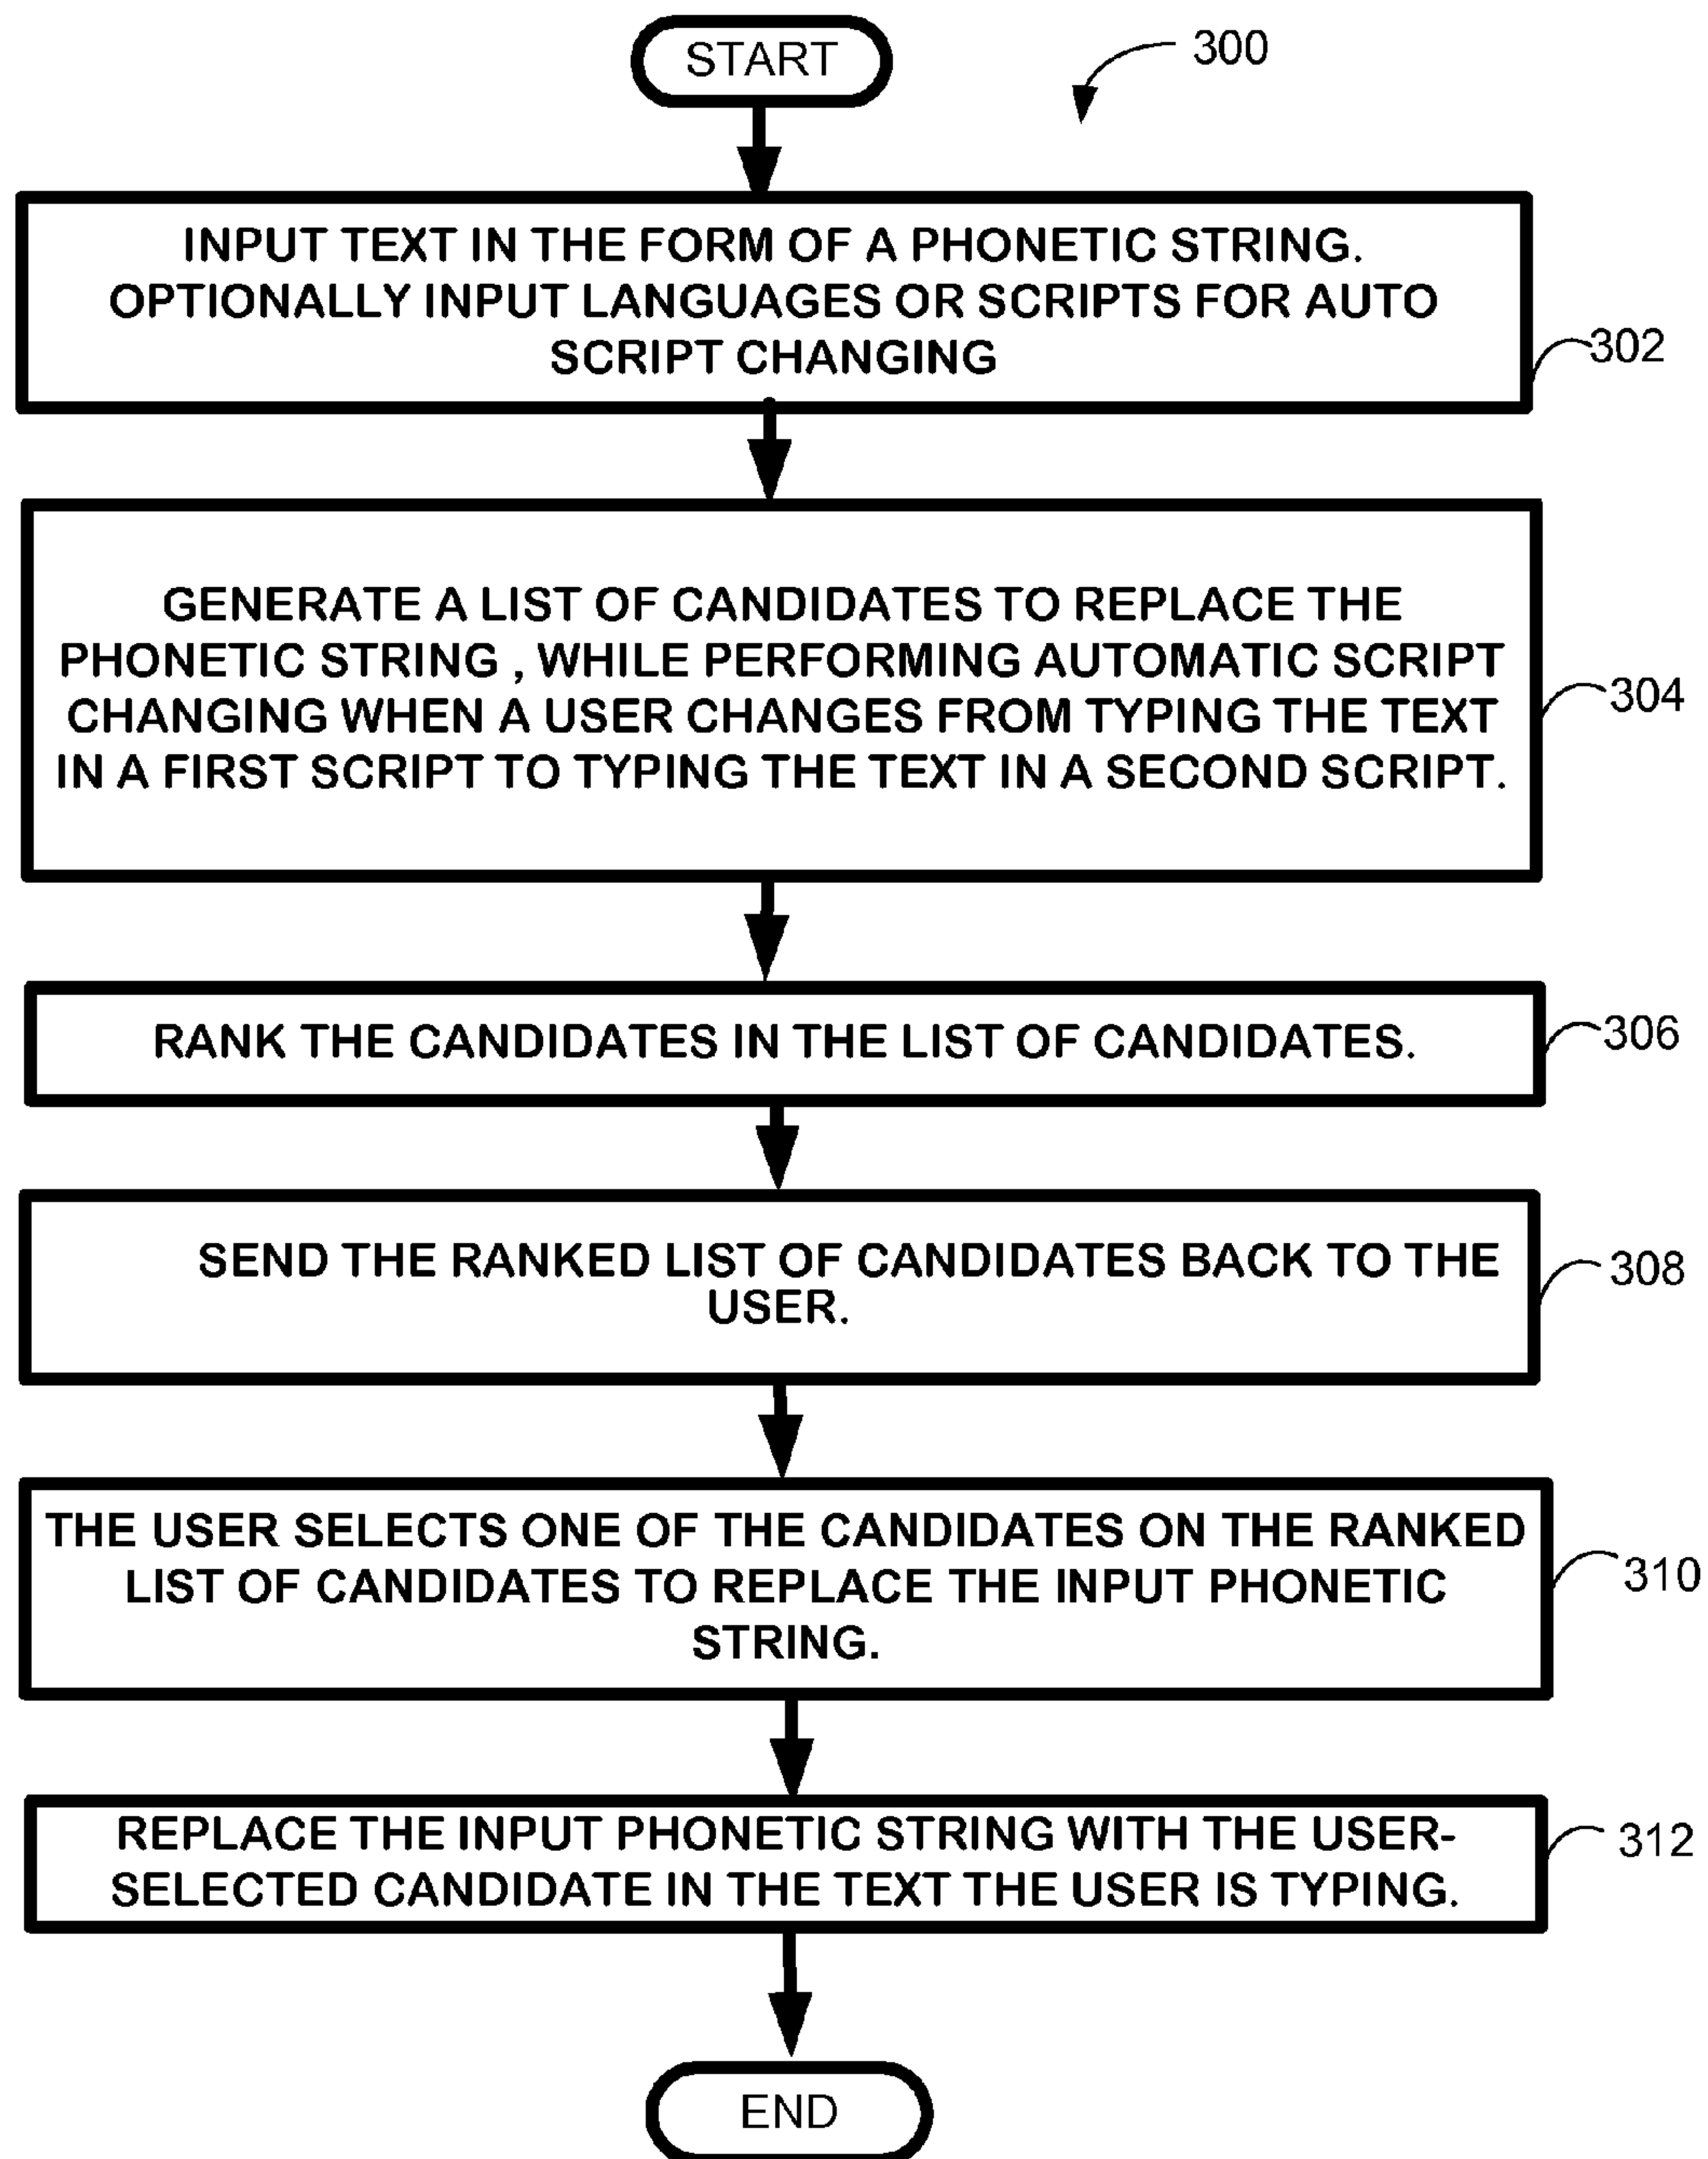 START
300
INPUT TEXT IN THE FORM OF A PHONETIC STRING.
OPTIONALLY INPUT LANGUAGES OR SCRIPTS FOR AUTO
SCRIPT CHANGING
302
GENERATE A LIST OF CANDIDATES TO REPLACE THE
PHONETIC STRING , WHILE PERFORMING AUTOMATIC SCRIPT
CHANGING WHEN A USER CHANGES FROM TYPING THE TEXT
IN A FIRST SCRIPT TO TYPING THE TEXT IN A SECOND SCRIPT.
304
RANK THE CANDIDATES IN THE LIST OF CANDIDATES.
306
SEND THE RANKED LIST OF CANDIDATES BACK TO THE
USER.
308
THE USER SELECTS ONE OF THE CANDIDATES ON THE RANKED
LIST OF CANDIDATES TO REPLACE THE INPUT PHONETIC
STRING.
310
REPLACE THE INPUT PHONETIC STRING WITH THE USER-
SELECTED CANDIDATE IN THE TEXT THE USER IS TYPING.
312
END